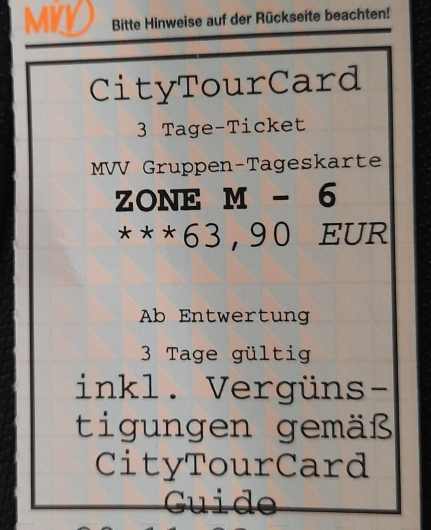 MVV Bitte Hinweise auf der Rückseite beachten!
CityTourCard
3 Tage-Ticket
MVV Gruppen-Tageskarte
ZONE M - 6
***63,90 EUR
Ab Entwertung
3 Tage gültig
inkl. Vergüns-
tigungen gemäß
CityTourCard
Guide